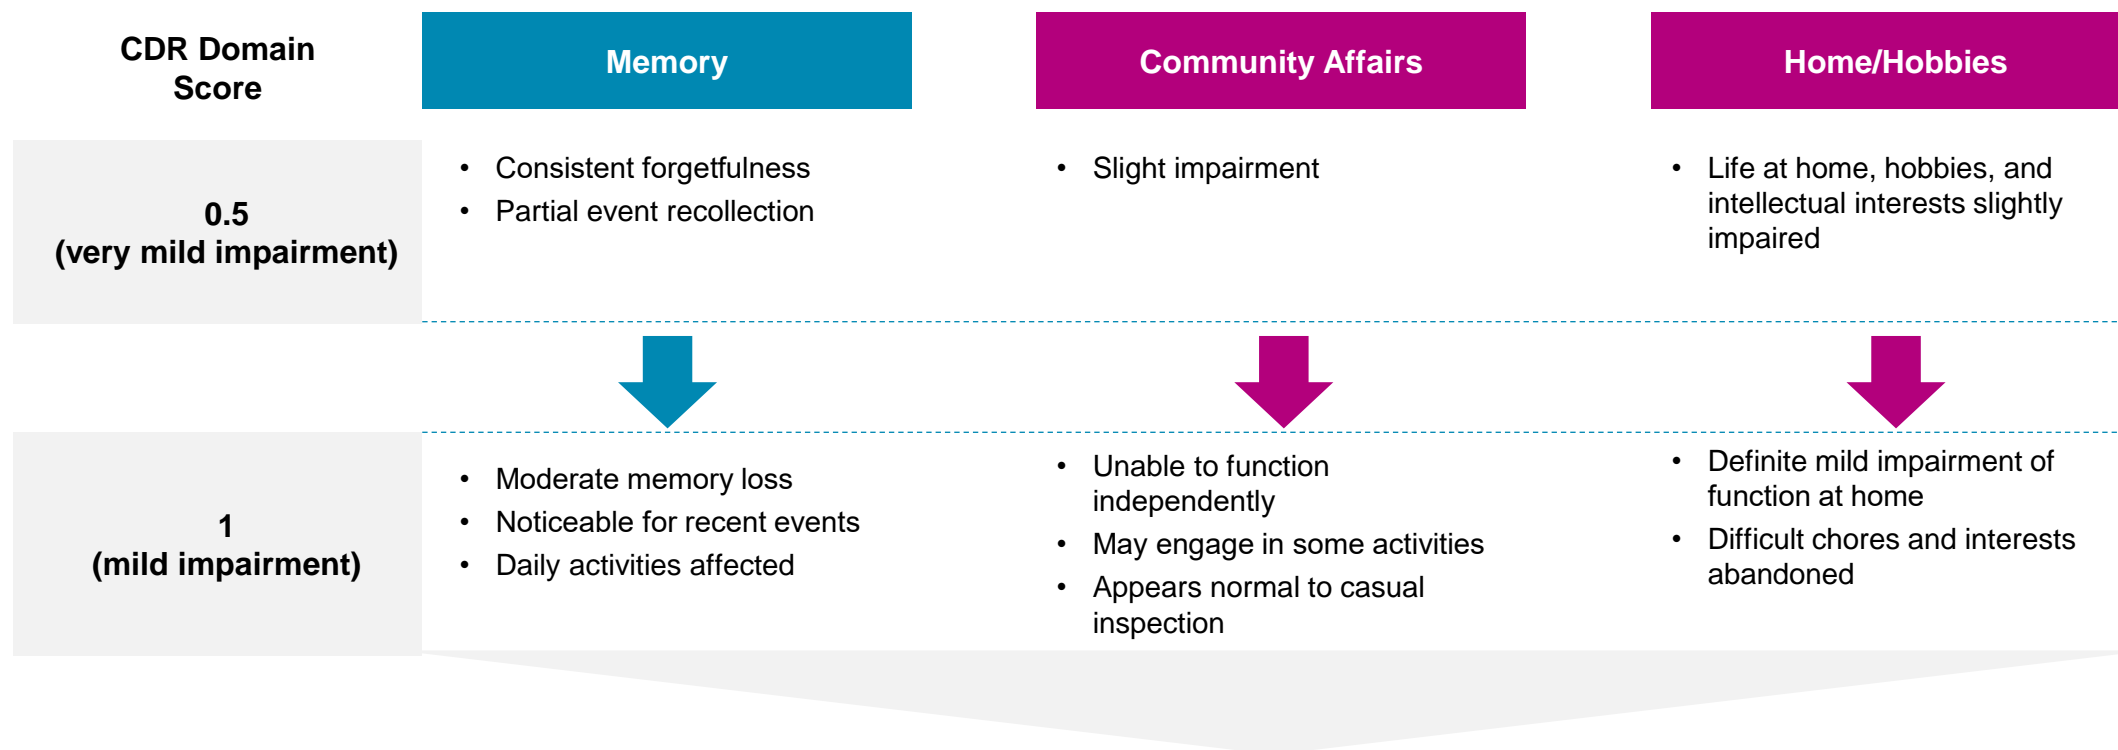 CDR Domain
Score
Memory
Community Affairs
Home/Hobbies
0.5
(very mild impairment)
• Consistent forgetfulness
• Partial event recollection
• Slight impairment
• Life at home, hobbies, and
intellectual interests slightly
impaired
1
(mild impairment)
• Moderate memory loss
• Noticeable for recent events
• Daily activities affected
• Unable to function
independently
• May engage in some activities
• Appears normal to casual
inspection
• Definite mild impairment of
function at home
• Difficult chores and interests
abandoned